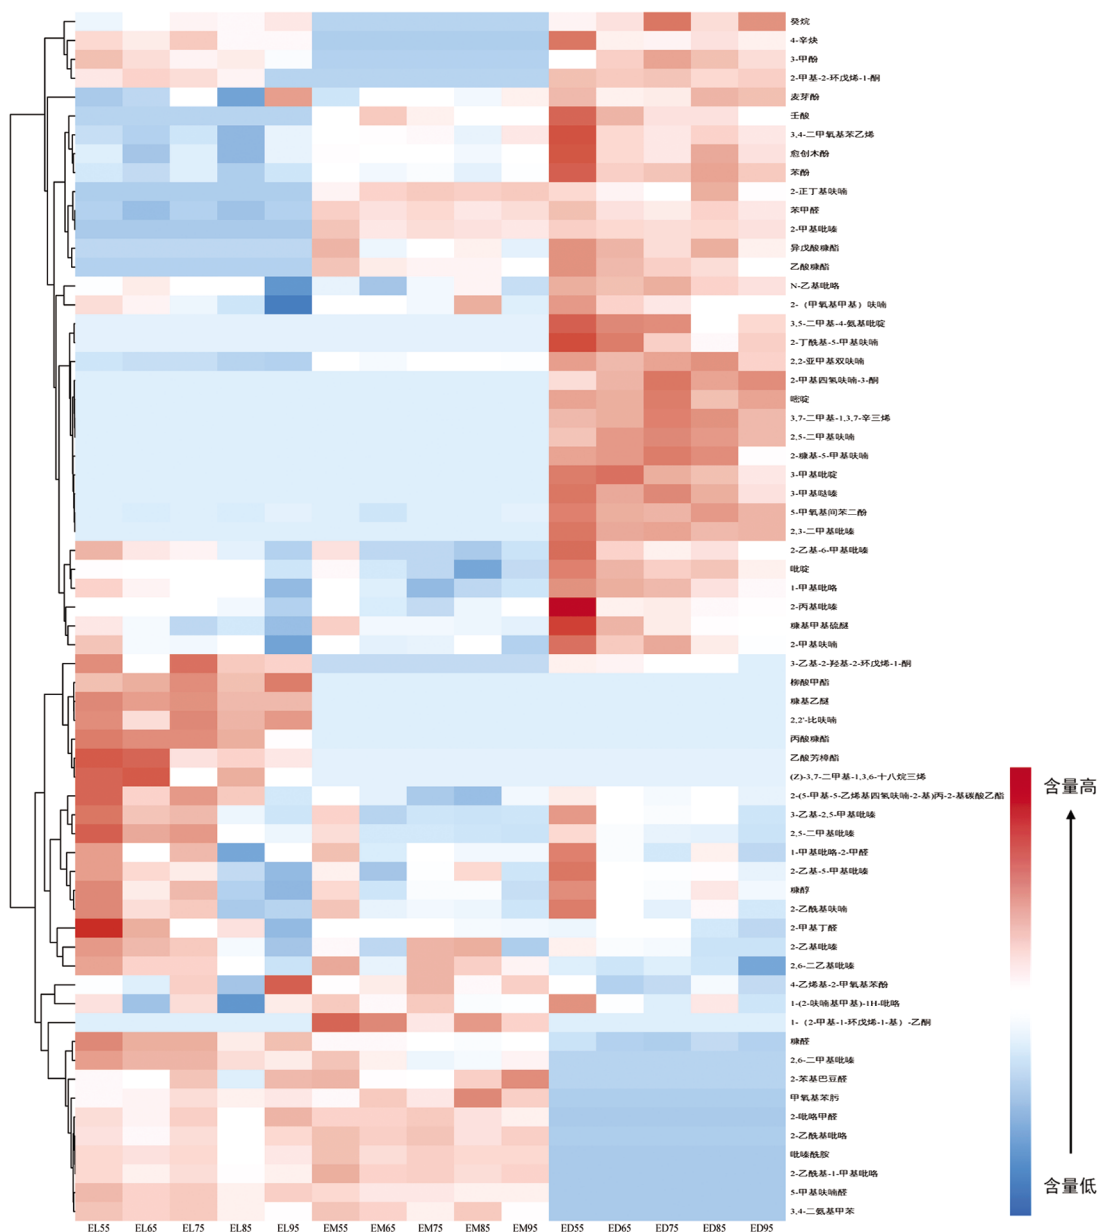 癸烷
4-辛炔
3-甲酚
2-甲基-2-环戊烯-1-酮
麦芽酚
壬酸
3,4-二甲氧基苯乙烯
愈创木酚
苯酚
2-正丁基呋喃
苯甲醛
2-甲基吡嗪
异戊酸糠酯
乙酸糠酯
N-乙基吡咯
2-（甲氧基甲基）呋喃
3,5-二甲基-4-氨基吡啶
2-丁酰基-5-甲基呋喃
2,2-亚甲基双呋喃
2-甲基四氢呋喃-3-酮
嘧啶
3,7-二甲基-1,3,7-辛三烯
2,5-二甲基呋喃
2-糠基-5-甲基呋喃
3-甲基吡啶
3-甲基哒嗪
5-甲氧基间苯二酚
2,3-二甲基吡嗪
2-乙基-6-甲基吡嗪
吡啶
1-甲基吡咯
2-丙基吡嗪
糠基甲基硫醚
2-甲基呋喃
3-乙基-2-羟基-2-环戊烯-1-酮
柳酸甲酯
糠基乙醚
2,2'-比呋喃
丙酸糠酯
乙酸芳樟酯
(Z)-3,7-二甲基-1,3,6-十八烷三烯
2-(5-甲基-5-乙烯基四氢呋喃-2-基)丙-2-基碳酸乙酯
3-乙基-2,5-甲基吡嗪
2,5-二甲基吡嗪
1-甲基吡咯-2-甲醛
2-乙基-5-甲基吡嗪
糠醇
2-乙酰基呋喃
2-甲基丁醛
2-乙基吡嗪
2,6-二乙基吡嗪
4-乙烯基-2-甲氧基苯酚
1-(2-呋喃基甲基)-1H-吡咯
1-（2-甲基-1-环戊烯-1-基）-乙酮
糠醛
2,6-二甲基吡嗪
2-苯基巴豆醛
甲氧基苯肟
2-吡咯甲醛
2-乙酰基吡咯
吡嗪酰胺
2-乙酰基-1-甲基吡咯
5-甲基呋喃醛
3,4-二氨基甲苯
含量高
含量低
EL55 EL65 EL75 EL85 EL95 EM55 EM65 EM75 EM85 EM95 ED55 ED65 ED75 ED85 ED95